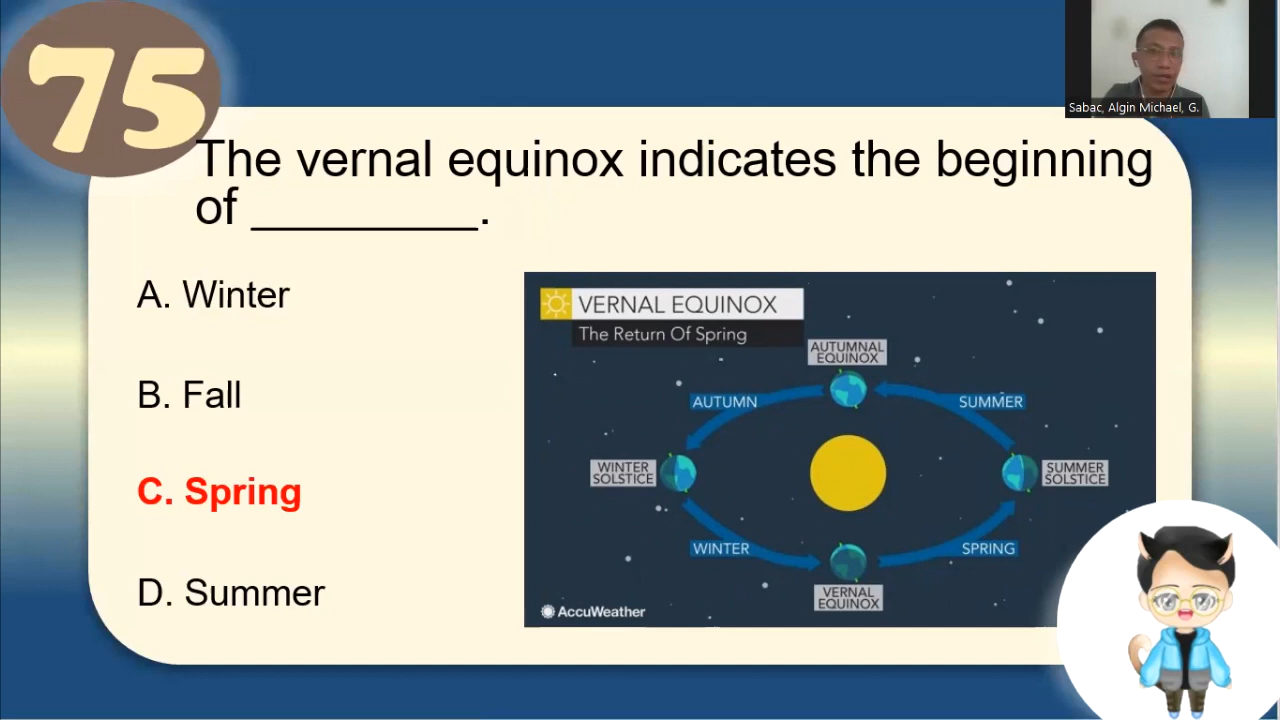 75
Sabac, Algin Michael, G.
The vernal equinox indicates the beginning
of _________.
A. Winter
B. Fall
C. Spring
D. Summer
VERNAL EQUINOX
The Return Of Spring
AUTUMNAL
EQUINOX
AUTUMN
SUMMER
WINTER
SOLSTICE
SUMMER
SOLSTICE
WINTER
SPRING
VERNAL
EQUINOX
AccuWeather